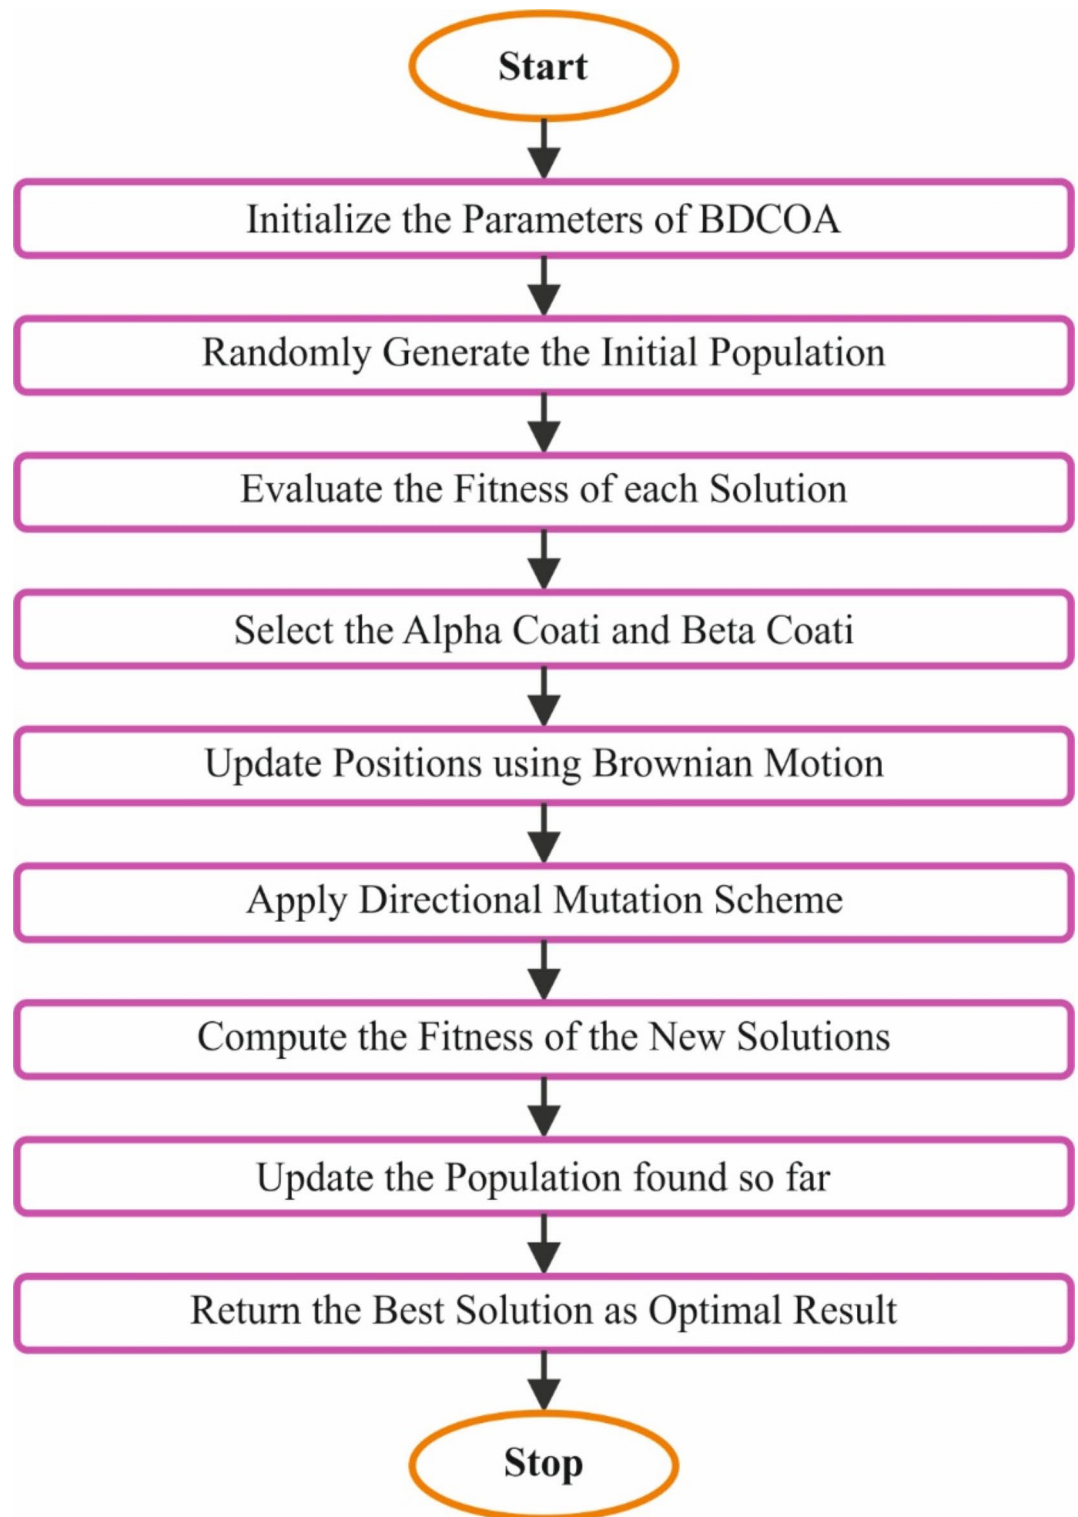 Start
Initialize the Parameters of BDCOA
Randomly Generate the Initial Population
Evaluate the Fitness of each Solution
Select the Alpha Coati and Beta Coati
Update Positions using Brownian Motion
Apply Directional Mutation Scheme
Compute the Fitness of the New Solutions
Update the Population found so far
Return the Best Solution as Optimal Result
Stop